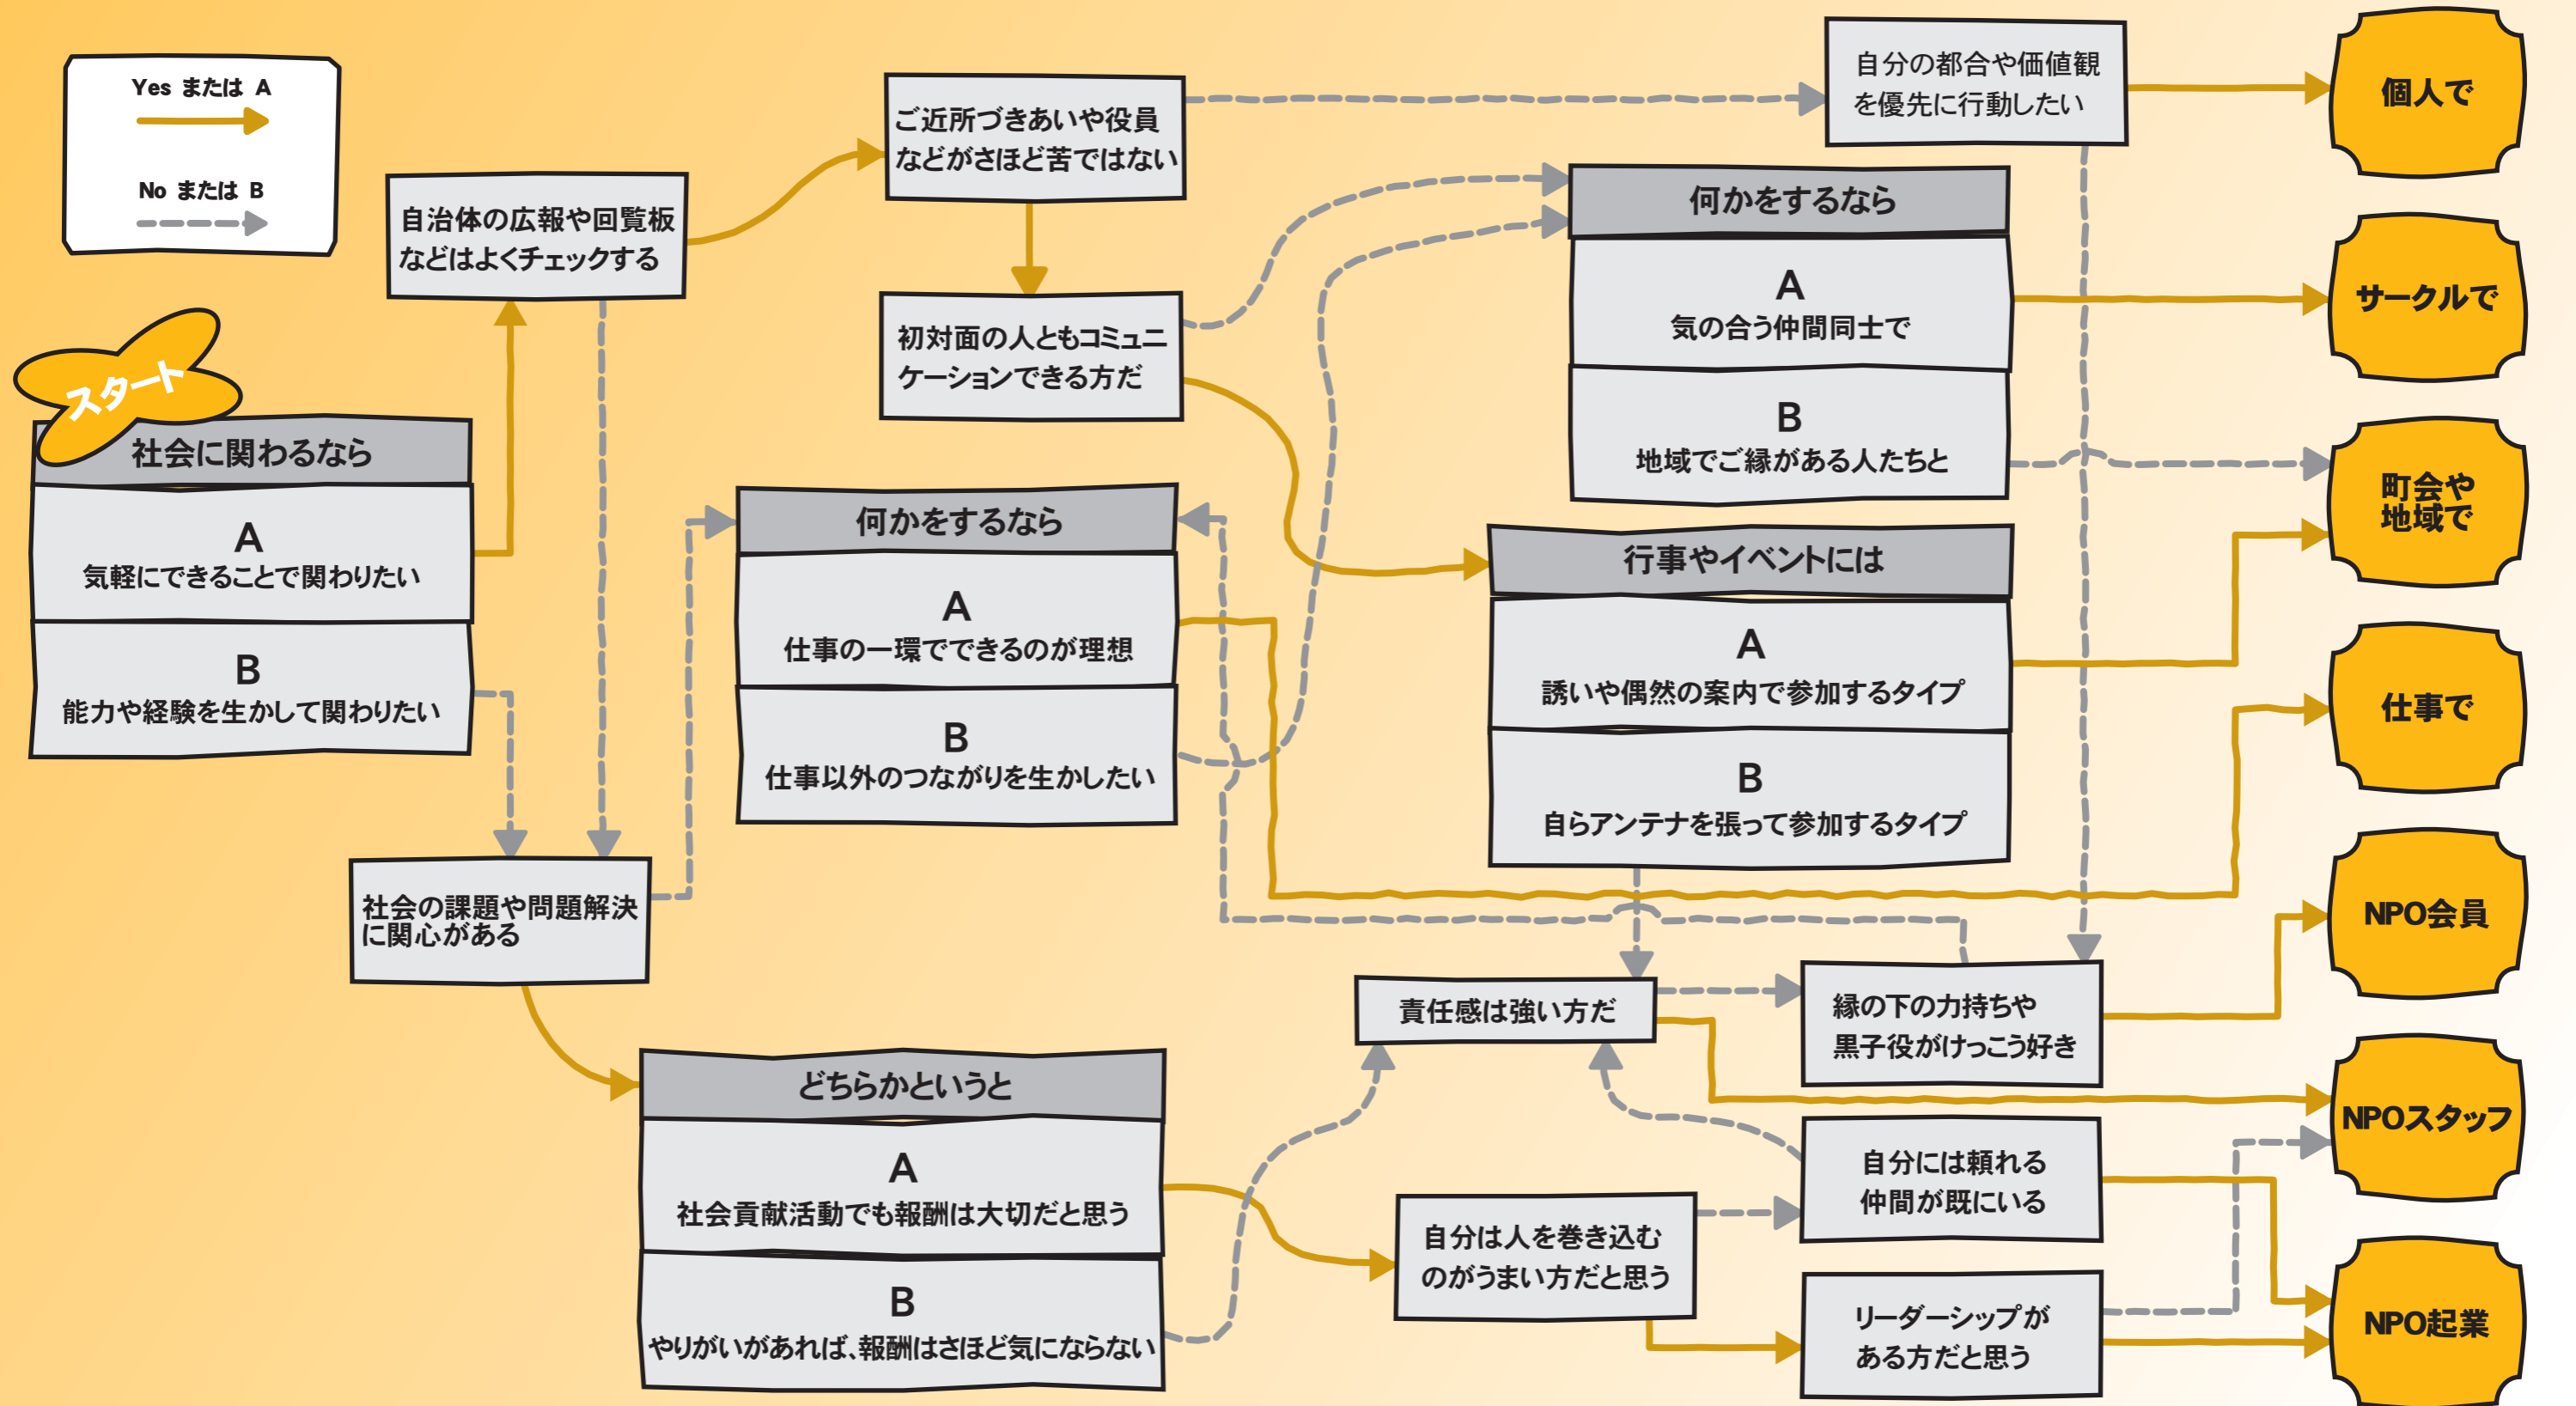 Yes または A
No または B
スタート
社会に関わるなら
A
気軽にできることで関わりたい
B
能力や経験を生かして関わりたい
自治体の広報や回覧板
などはよくチェックする
ご近所づきあいや役員
などがさほど苦ではない
初対面の人ともコミュニ
ケーションできる方だ
自分の都合や価値観
を優先に行動したい
何かをするなら
A
気の合う仲間同士で
B
地域でご縁がある人たちと
何かをするなら
A
仕事の一環でできるのが理想
B
仕事以外のつながりを生かしたい
行事やイベントには
A
誘いや偶然の案内で参加するタイプ
B
自らアンテナを張って参加するタイプ
社会の課題や問題解決
に関心がある
どちらかというと
A
社会貢献活動でも報酬は大切だと思う
B
やりがいがあれば、報酬はさほど気にならない
責任感は強い方だ
縁の下の力持ちや
黒子役がけっこう好き
自分は人を巻き込む
のがうまい方だと思う
自分には頼れる
仲間が既にいる
リーダーシップが
ある方だと思う
個人で
サークルで
町会や
地域で
仕事で
NPO会員
NPOスタッフ
NPO起業